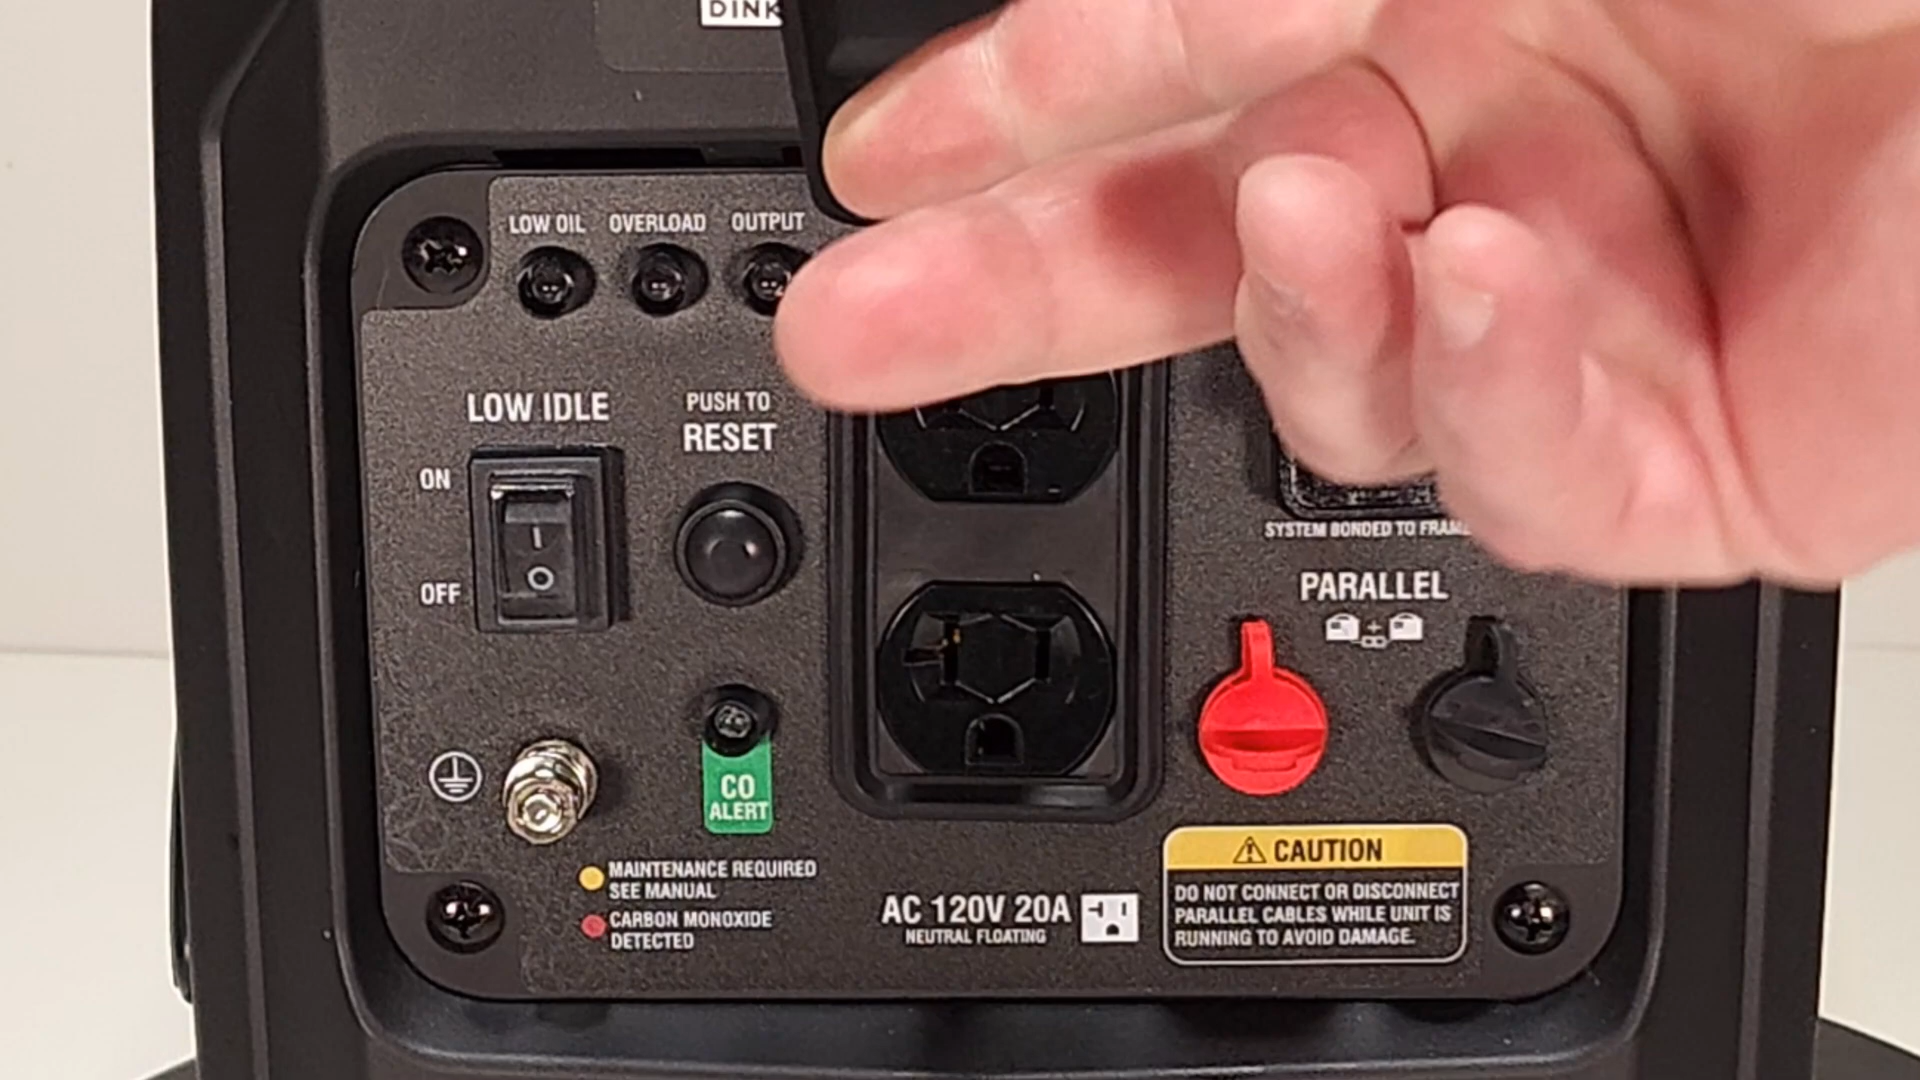 DINK
LOW OIL OVERLOAD OUTPUT
LOW IDLE
ON
OFF
PUSH TO
RESET
SYSTEM BONDED TO FRAME
PARALLEL
CO
ALERT
MAINTENANCE REQUIRED
SEE MANUAL
CARBON MONOXIDE
DETECTED
AC 120V 20A
NEUTRAL FLOATING
CAUTION
DO NOT CONNECT OR DISCONNECT
PARALLEL CABLES WHILE UNIT IS
RUNNING TO AVOID DAMAGE.